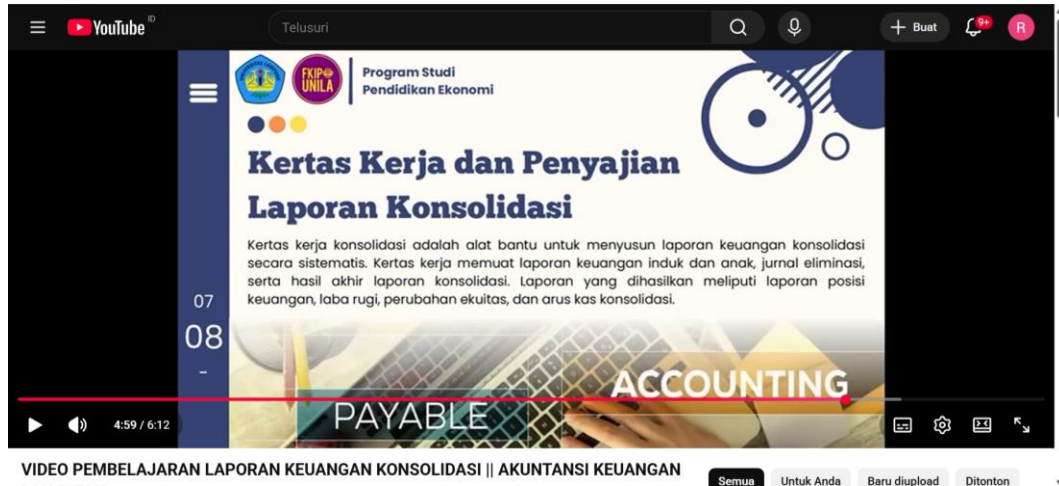 YouTube ID
Telusuri
Buat
9+
R
FKIP UNILA
Program Studi
Pendidikan Ekonomi
Kertas Kerja dan Penyajian
Laporan Konsolidasi
Kertas kerja konsolidasi adalah alat bantu untuk menyusun laporan keuangan konsolidasi
secara sistematis. Kertas kerja memuat laporan keuangan induk dan anak, jurnal eliminasi,
serta hasil akhir laporan konsolidasi. Laporan yang dihasilkan meliputi laporan posisi
keuangan, laba rugi, perubahan ekuitas, dan arus kas konsolidasi.
07
08
-
ACCOUNTING
PAYABLE
4:59 / 6:12
VIDEO PEMBELAJARAN LAPORAN KEUANGAN KONSOLIDASI || AKUNTANSI KEUANGAN
Semua
Untuk Anda
Baru diupload
Ditonton